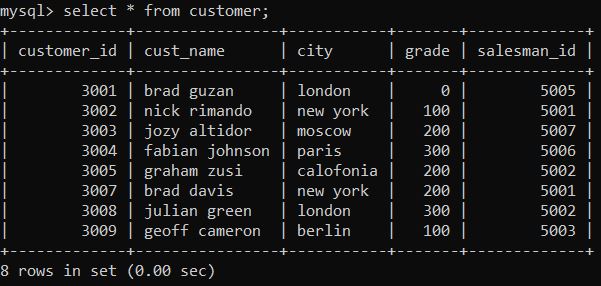 mysql> select * from customer;
+-------------+----------------+------------+-------+-------------+
| customer_id | cust_name      | city       | grade | salesman_id |
+-------------+----------------+------------+-------+-------------+
|        3001 | brad guzan     | london     |     0 |        5005 |
|        3002 | nick rimando   | new york   |   100 |        5001 |
|        3003 | jozy altidor   | moscow     |   200 |        5007 |
|        3004 | fabian johnson | paris      |   300 |        5006 |
|        3005 | graham zusi    | calofonia  |   200 |        5002 |
|        3007 | brad davis     | new york   |   200 |        5001 |
|        3008 | julian green   | london     |   300 |        5002 |
|        3009 | geoff cameron  | berlin     |   100 |        5003 |
+-------------+----------------+------------+-------+-------------+
8 rows in set (0.00 sec)